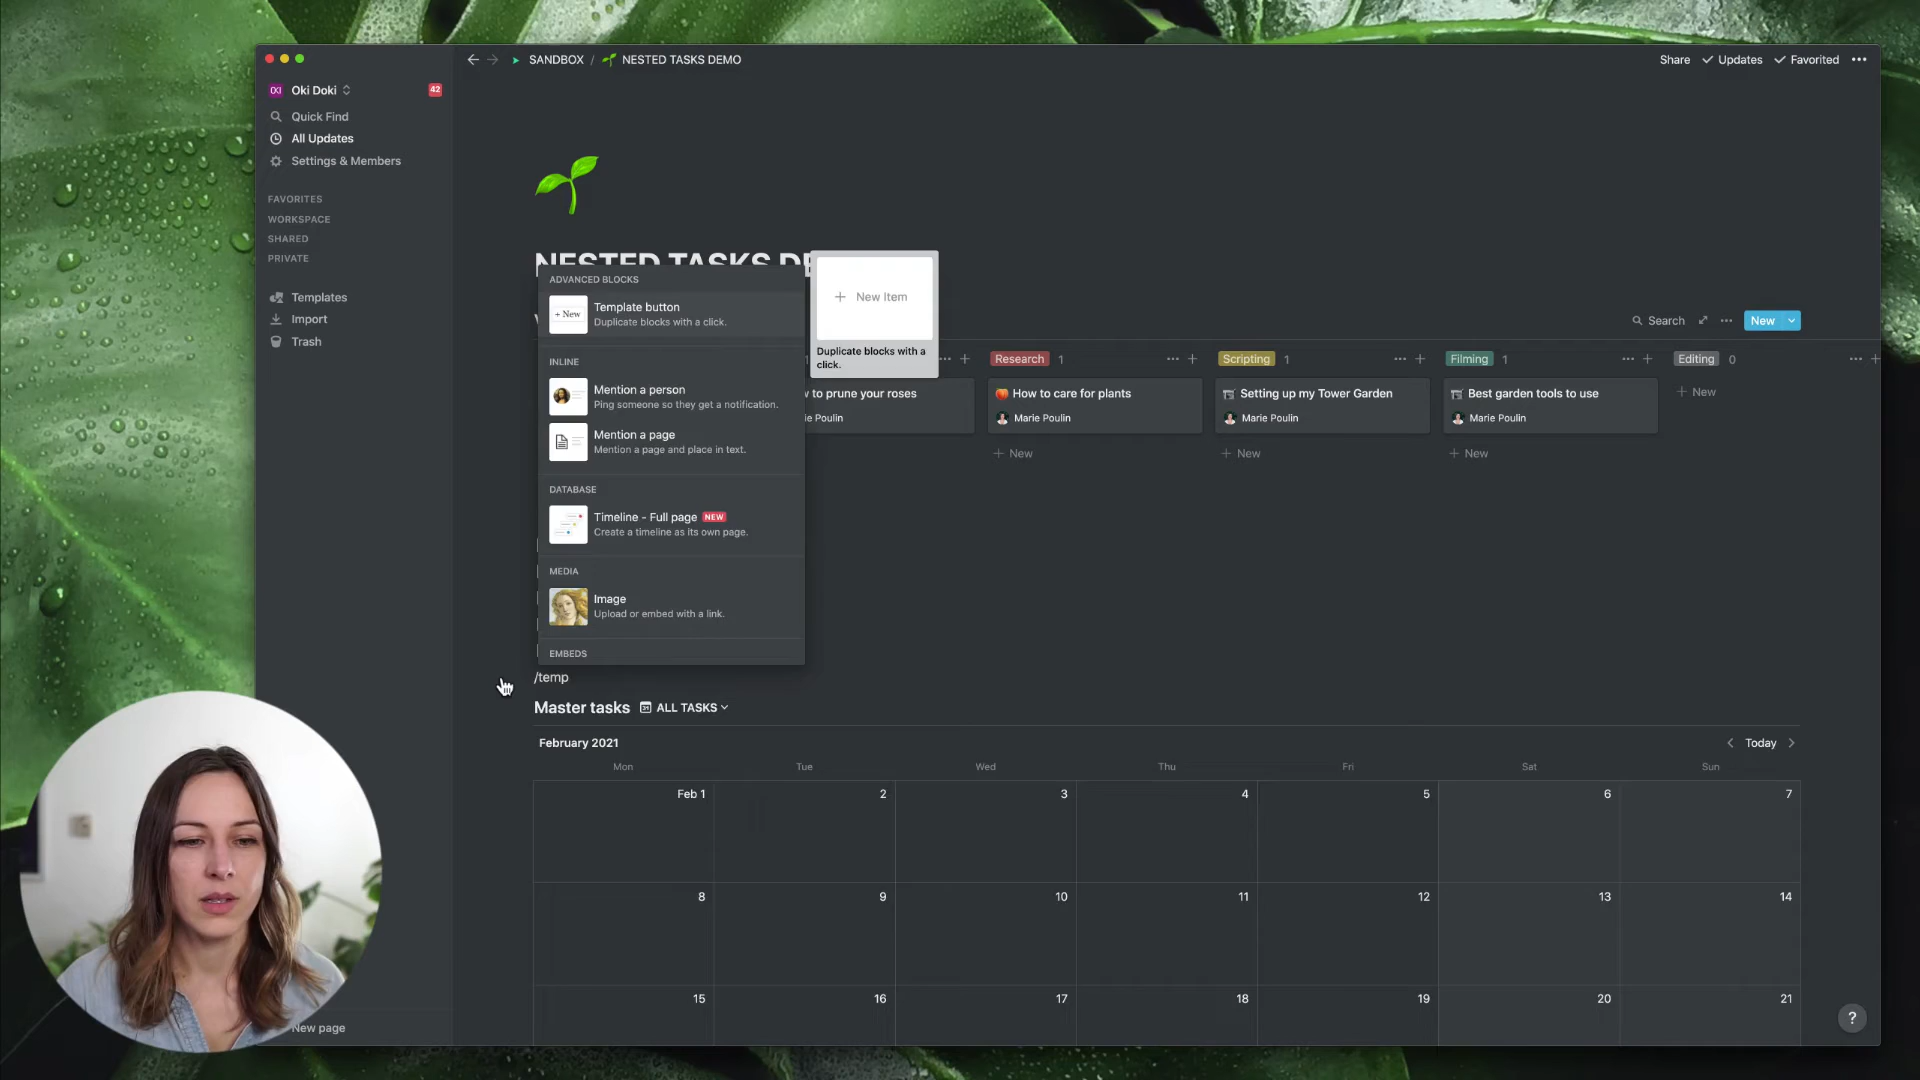 SANDBOX / NESTED TASKS DEMO
Share Updates Favorited
Oki Doki
42
Quick Find
All Updates
Settings & Members
FAVORITES
WORKSPACE
SHARED
PRIVATE
Templates
Import
Trash
New page
NESTED TASKS DE
Search New
ADVANCED BLOCKS
+ New
Template button
Duplicate blocks with a click.
INLINE
Mention a person
Ping someone so they get a notification.
Mention a page
Mention a page and place in text.
DATABASE
Timeline - Full page NEW
Create a timeline as its own page.
MEDIA
Image
Upload or embed with a link.
EMBEDS
+ New Item
Duplicate blocks with a
click.
Research 1
Scripting 1
Filming 1
Editing 0
to prune your roses
Poulin
How to care for plants
Marie Poulin
+ New
Setting up my Tower Garden
Marie Poulin
+ New
Best garden tools to use
Marie Poulin
+ New
+ New
/temp
Master tasks ALL TASKS
February 2021
Today
Mon Tue Wed Thu Fri Sat Sun
Feb 1 2 3 4 5 6 7
8 9 10 11 12 13 14
15 16 17 18 19 20 21
?